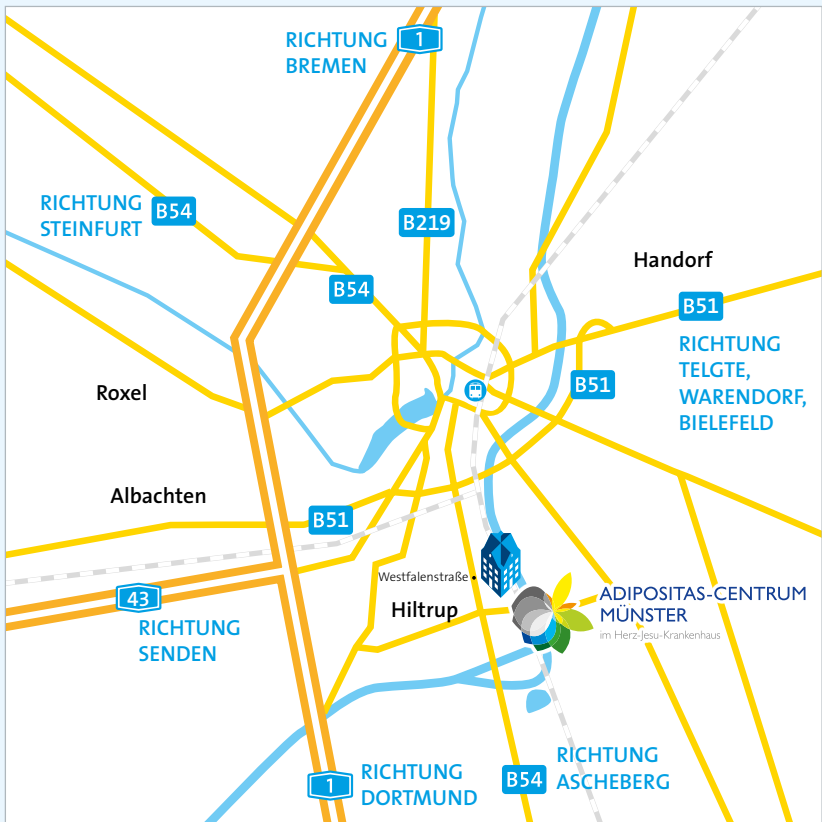 RICHTUNG
BREMEN
1
RICHTUNG
STEINFURT
B54
B219
B54
Handorf
B51
RICHTUNG
TELGTE,
WARENDORF,
BIELEFELD
B51
Roxel
Albachten
B51
Westfalenstraße
43
RICHTUNG
SENDEN
Hiltrup
ADIPOSITAS-CENTRUM
MÜNSTER
im Herz-Jesu-Krankenhaus
1
RICHTUNG
DORTMUND
B54
RICHTUNG
ASCHEBERG